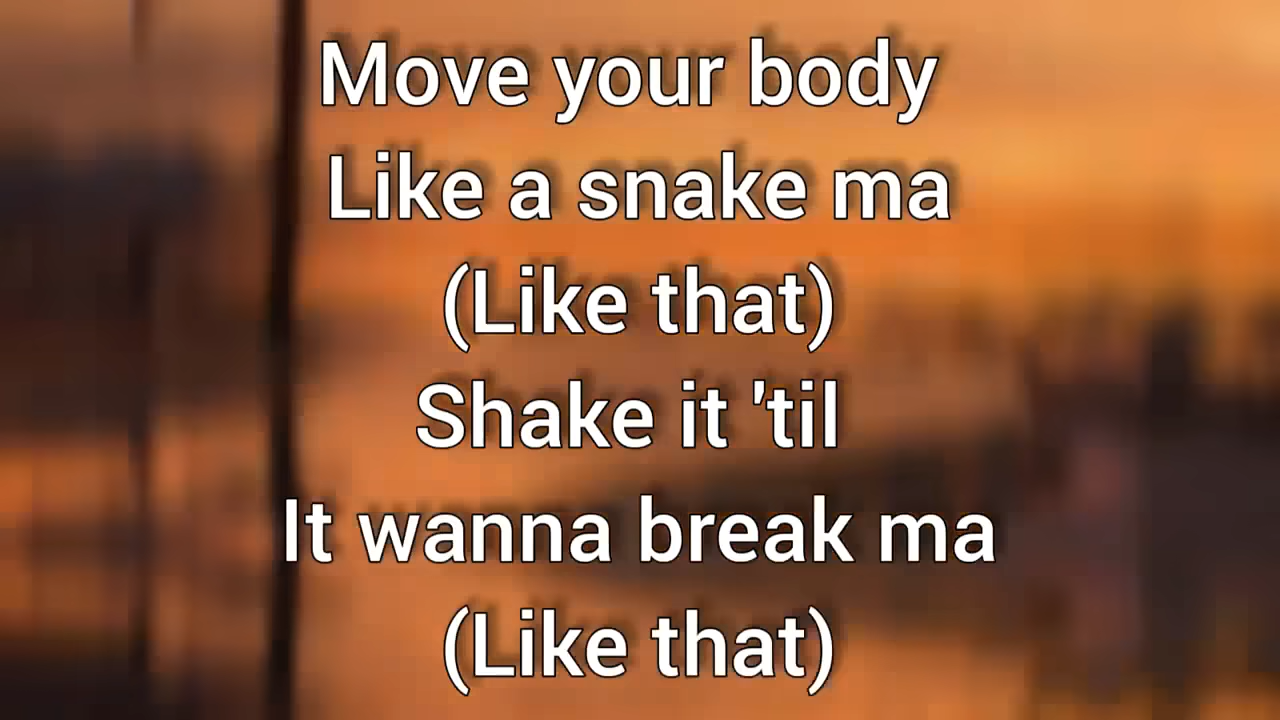 Move your body
Like a snake ma
(Like that)
Shake it 'til
It wanna break ma
(Like that)